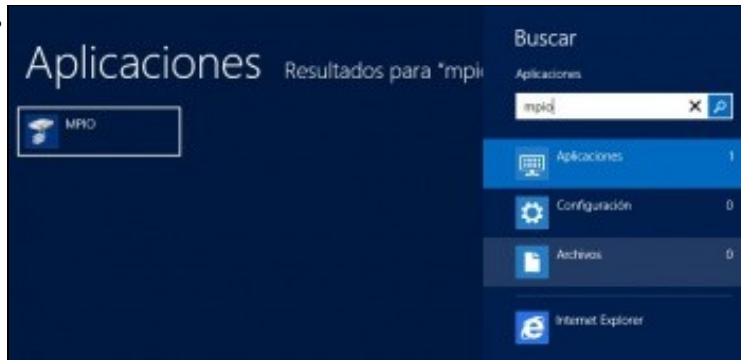 Aplicaciones Resultados para "mpi
MPIO
Buscar
Aplicaciones
mpio
Aplicaciones 1
Configuración 0
Archivos 0
Internet Explorer